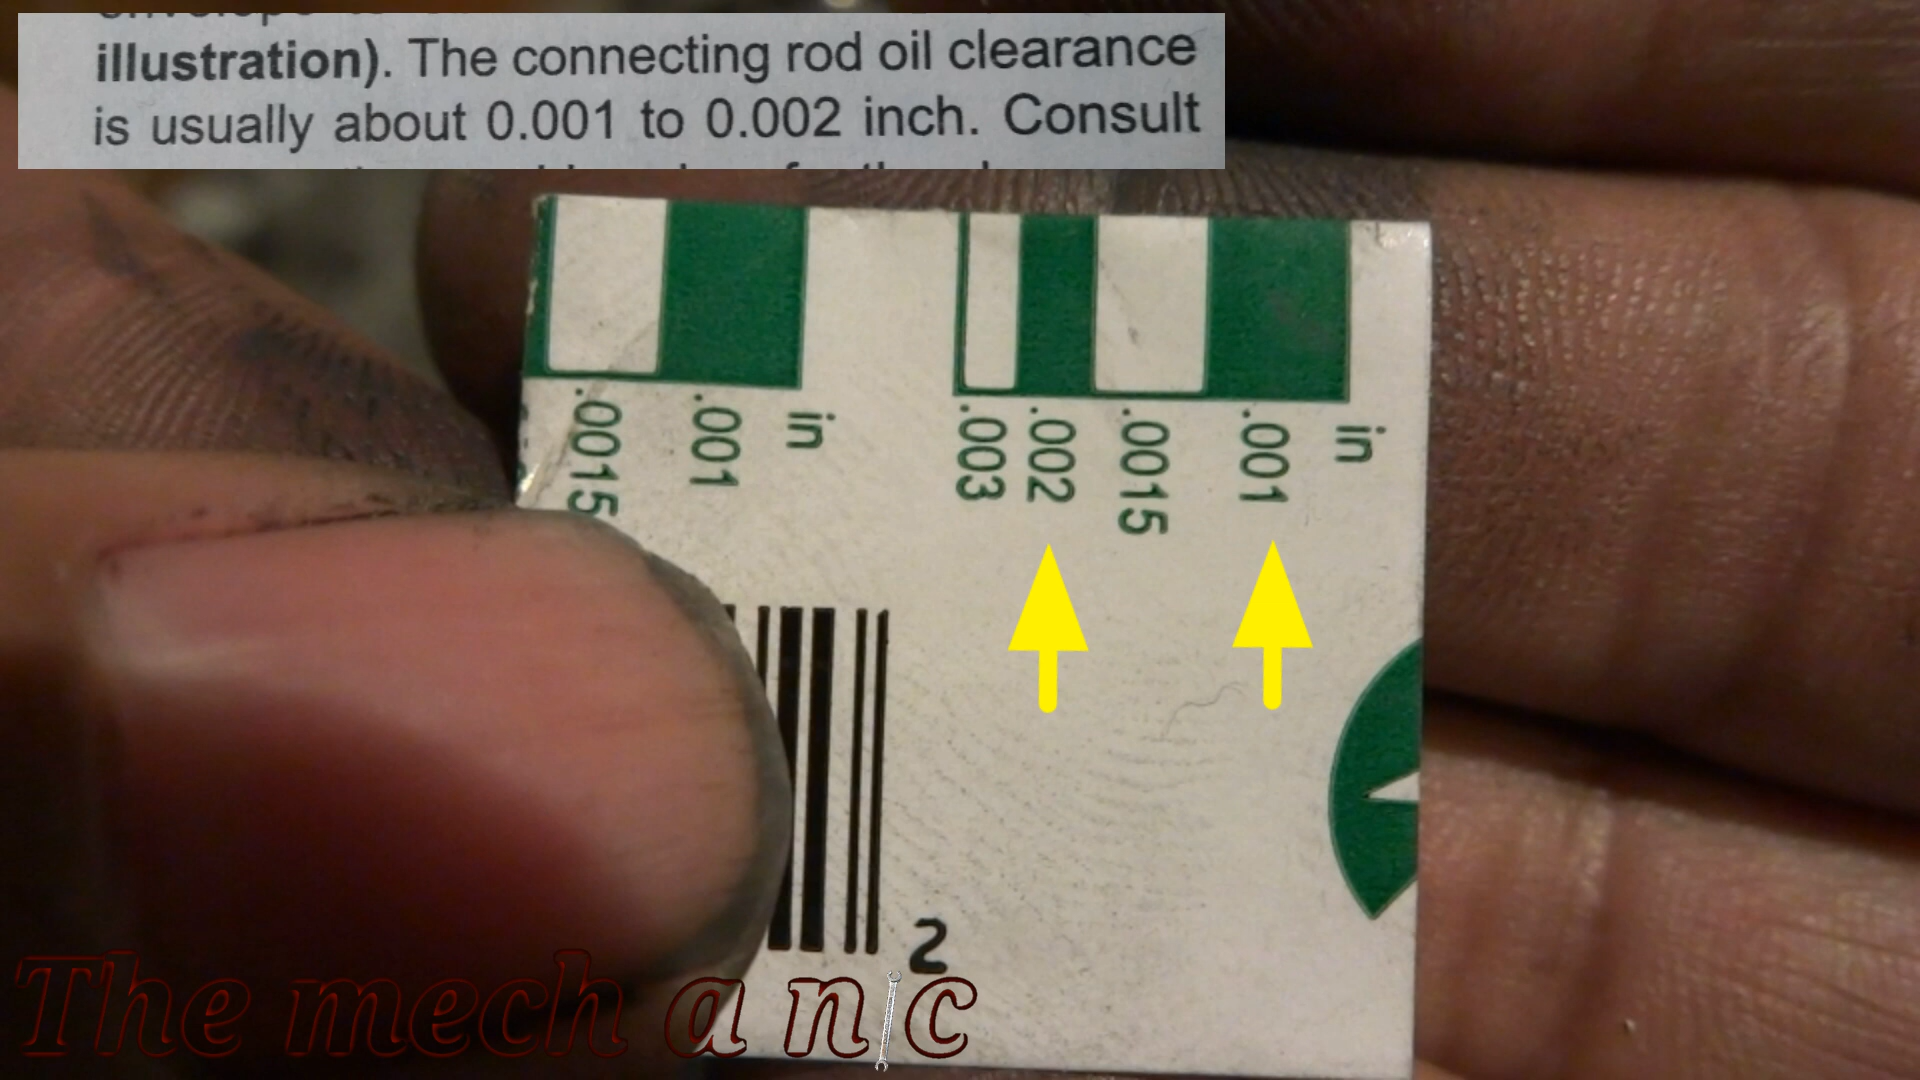 illustration). The connecting rod oil clearance
is usually about 0.001 to 0.002 inch. Consult
.0015 .001 in
.003 .002 .0015 .001 in
2
The mechanic